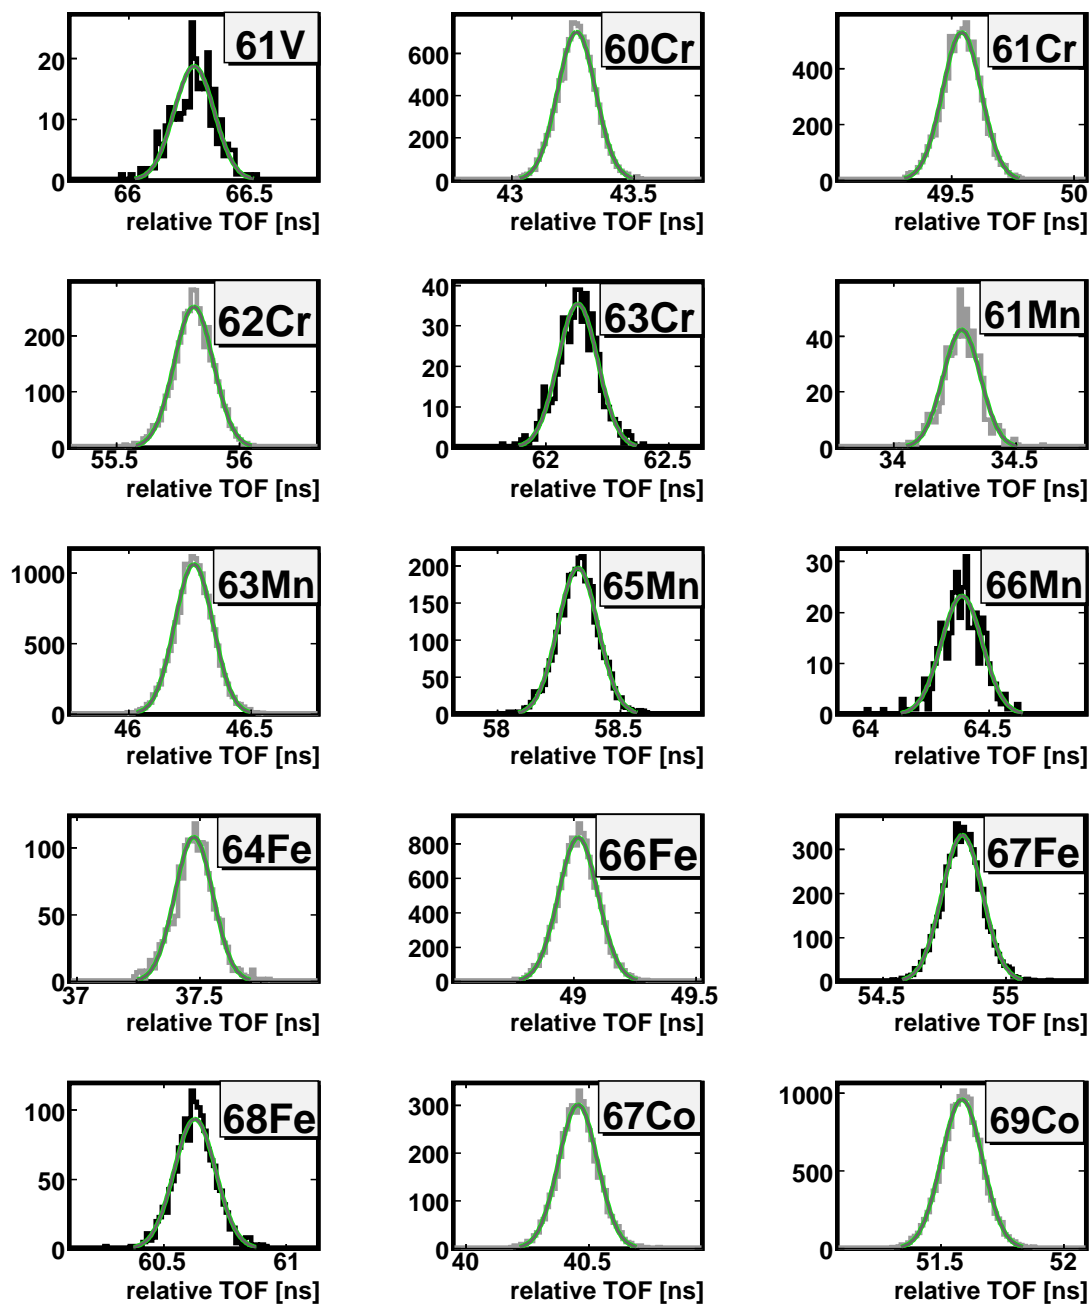 61V
20
10
0
66
66.5
relative TOF [ns]
60Cr
600
400
200
0
43
43.5
relative TOF [ns]
61Cr
400
200
0
49.5
50
relative TOF [ns]
62Cr
200
100
0
55.5
56
relative TOF [ns]
63Cr
40
30
20
10
0
62
62.5
relative TOF [ns]
61Mn
40
20
0
34
34.5
relative TOF [ns]
63Mn
1000
500
0
46
46.5
relative TOF [ns]
65Mn
200
150
100
50
0
58
58.5
relative TOF [ns]
66Mn
30
20
10
0
64
64.5
relative TOF [ns]
64Fe
100
50
0
37
37.5
relative TOF [ns]
66Fe
800
600
400
200
0
49
49.5
relative TOF [ns]
67Fe
300
200
100
0
54.5
55
relative TOF [ns]
68Fe
100
50
0
60.5
61
relative TOF [ns]
67Co
300
200
100
0
40
40.5
relative TOF [ns]
69Co
1000
500
0
51.5
52
relative TOF [ns]